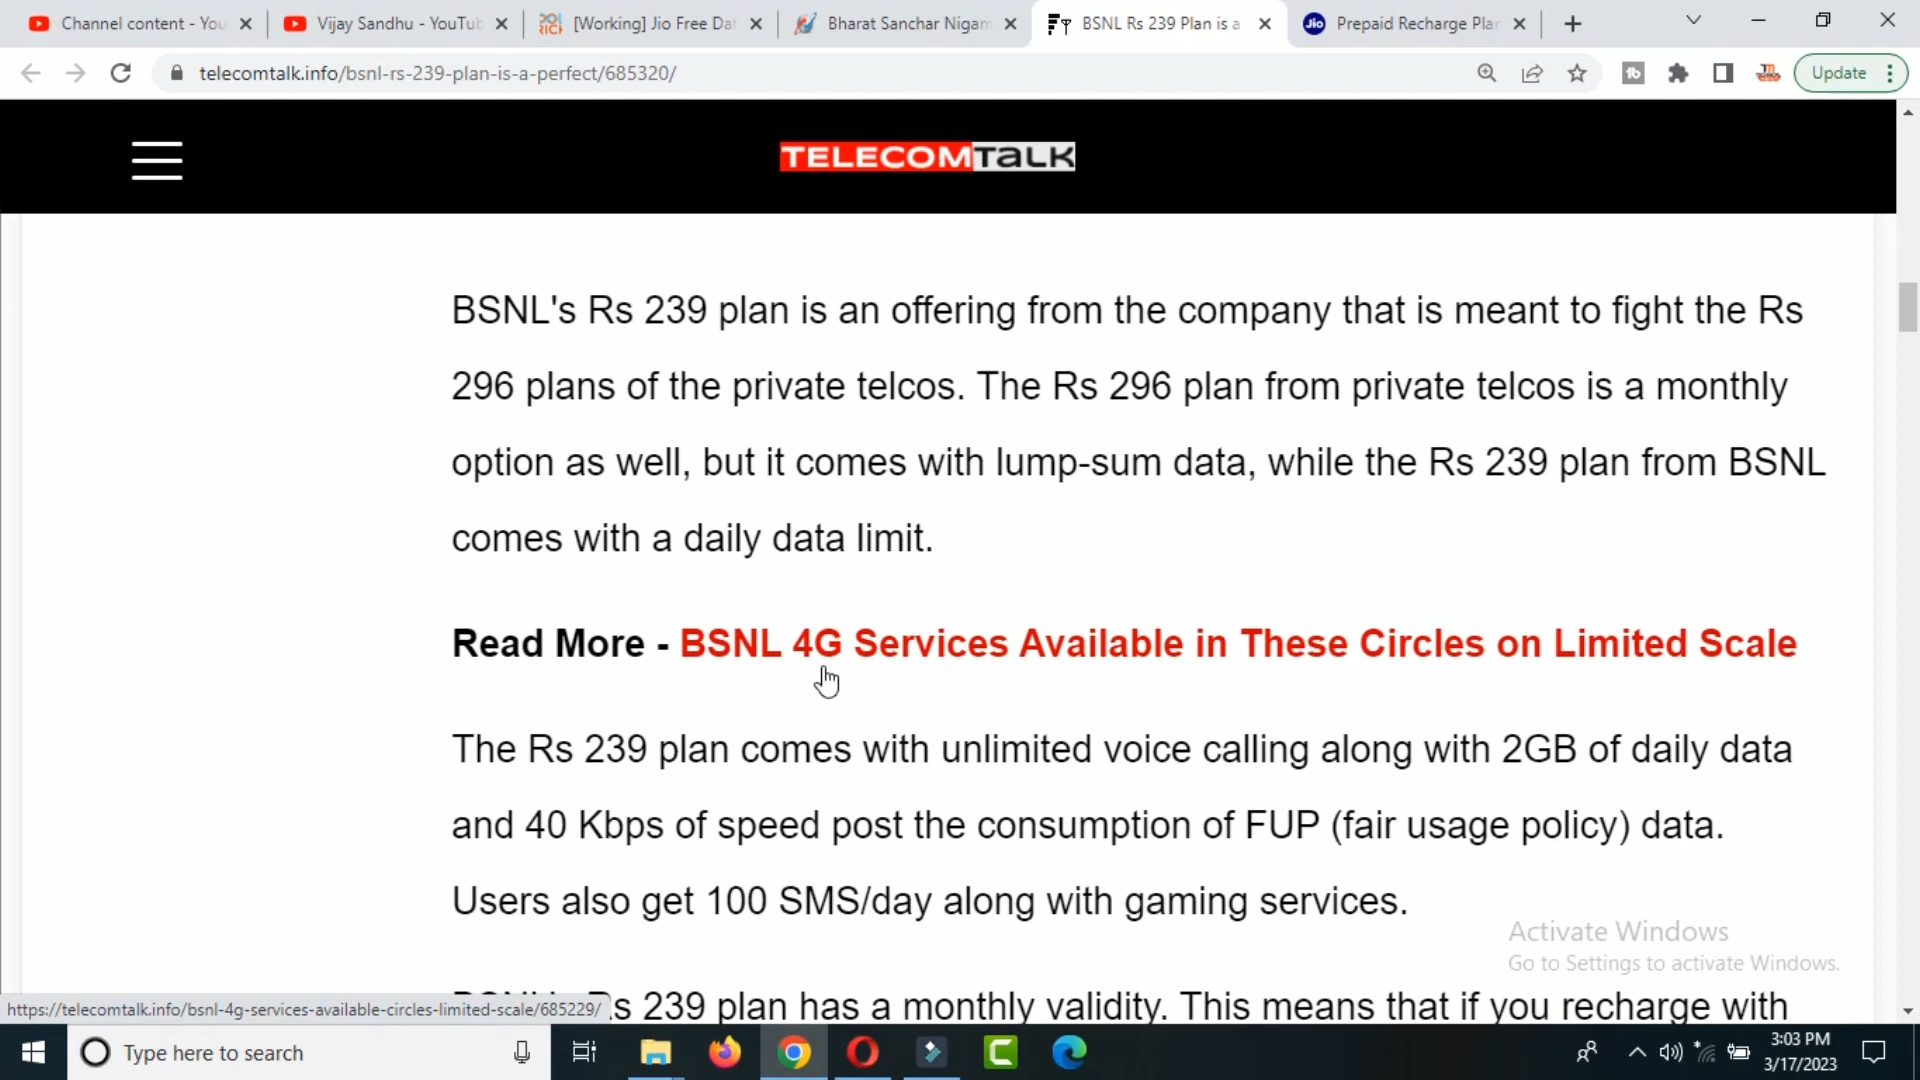 Channel content - You
Vijay Sandhu - YouTub
[Working] Jio Free Dat
Bharat Sanchar Nigam
BSNL Rs 239 Plan is a
Jio
Prepaid Recharge Plan
telecomtalk.info/bsnl-rs-239-plan-is-a-perfect/685320/
Update
TELECOMTALK
BSNL's Rs 239 plan is an offering from the company that is meant to fight the Rs
296 plans of the private telcos. The Rs 296 plan from private telcos is a monthly
option as well, but it comes with lump-sum data, while the Rs 239 plan from BSNL
comes with a daily data limit.
Read More - BSNL 4G Services Available in These Circles on Limited Scale
The Rs 239 plan comes with unlimited voice calling along with 2GB of daily data
and 40 Kbps of speed post the consumption of FUP (fair usage policy) data.
Users also get 100 SMS/day along with gaming services.
Activate Windows
Go to Settings to activate Windows.
239 plan has a monthly validity. This means that if you recharge with
https://telecomtalk.info/bsnl-4g-services-available-circles-limited-scale/685229/
Type here to search
3:03 PM
3/17/2023